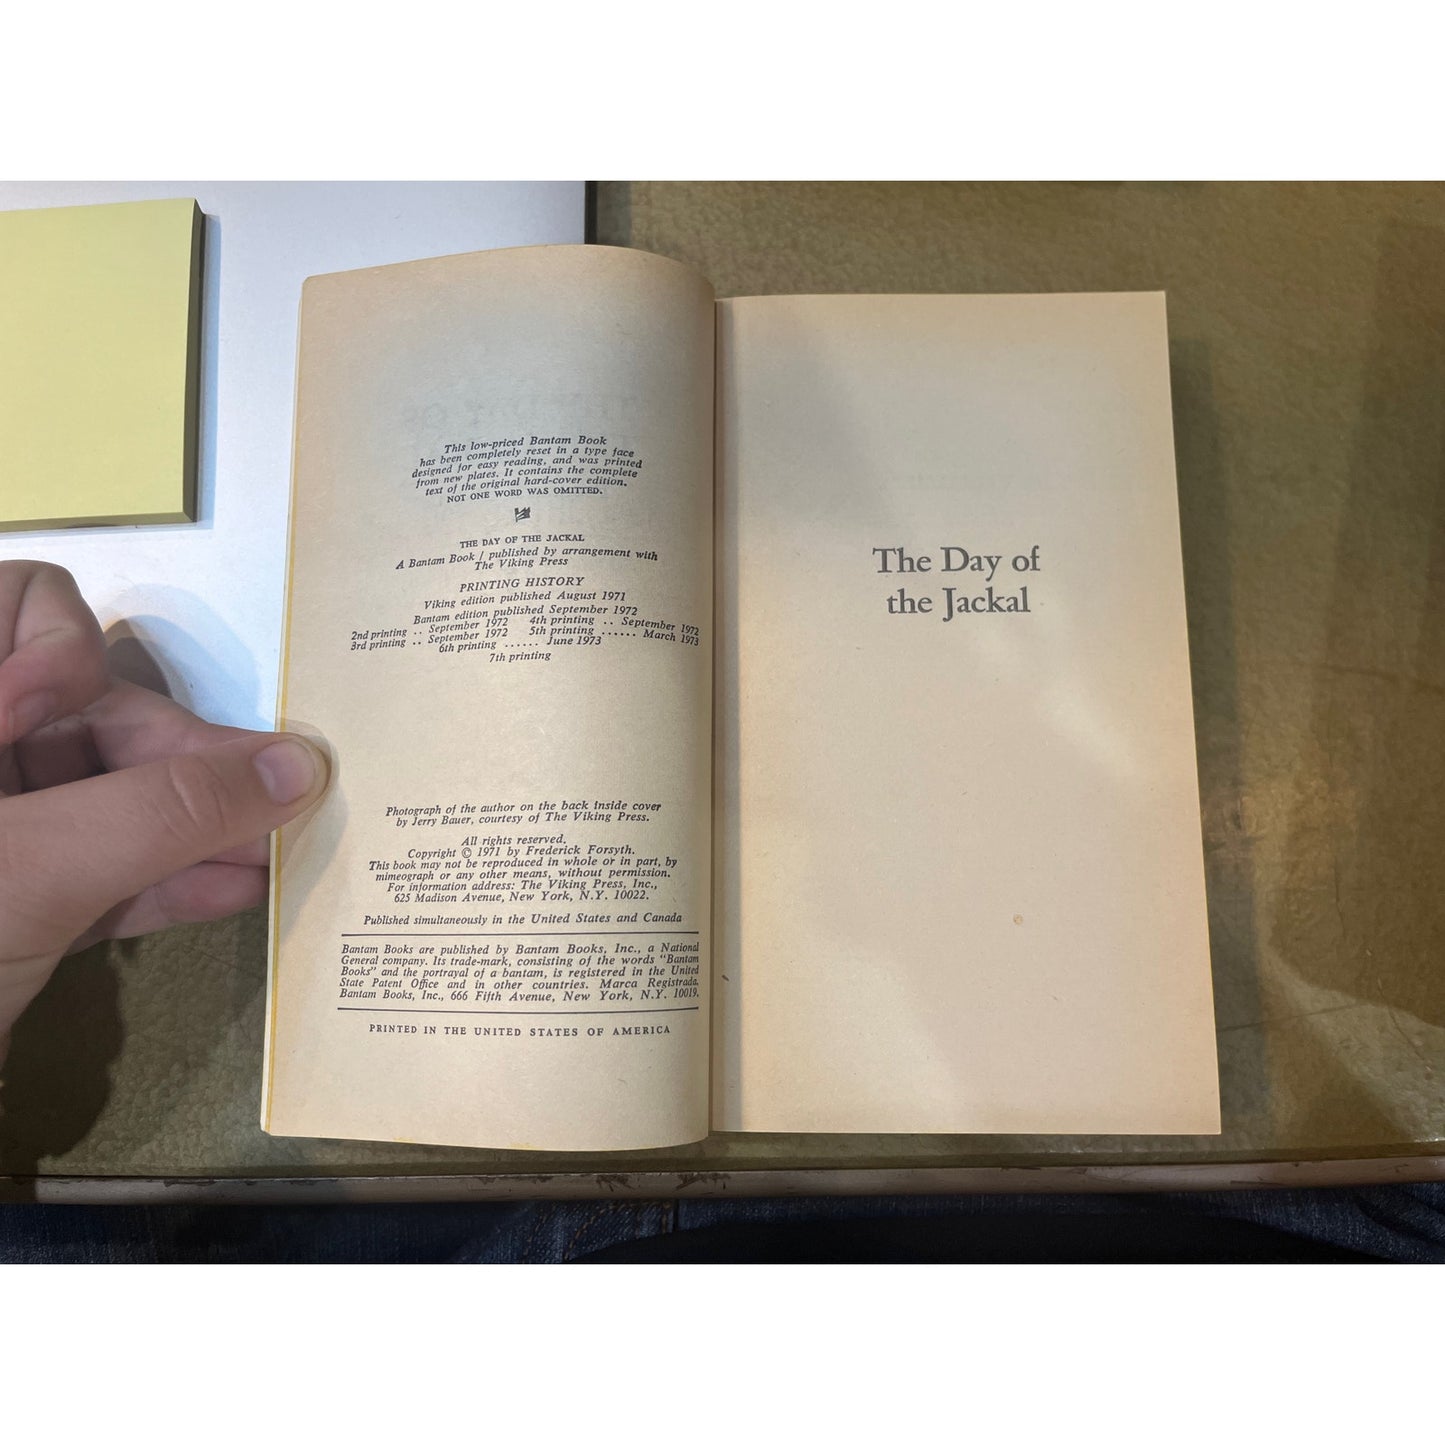 This low-priced Bantam Book
has been completely reset in a type face
designed for easy reading, and was printed
from new plates. It contains the complete
text of the original hard-cover edition.
NOT ONE WORD WAS OMITTED.
THE DAY OF THE JACKAL
A Bantam Book / published by arrangement with
The Viking Press
PRINTING HISTORY
Viking edition published August 1971
Bantam edition published September 1972
2nd printing .. September 1972 4th printing .. September 1972
3rd printing .. September 1972 5th printing ...... March 1973
6th printing ...... June 1973
7th printing
Photograph of the author on the back inside cover
by Jerry Bauer, courtesy of The Viking Press.
All rights reserved.
Copyright © 1971 by Frederick Forsyth.
This book may not be reproduced in whole or in part, by
mimeograph or any other means, without permission.
For information address: The Viking Press, Inc.,
625 Madison Avenue, New York, N.Y. 10022.
Published simultaneously in the United States and Canada
Bantam Books are published by Bantam Books, Inc., a National
General company. Its trade-mark, consisting of the words "Bantam
Books" and the portrayal of a bantam, is registered in the United
State Patent Office and in other countries. Marca Registrada.
Bantam Books, Inc., 666 Fifth Avenue, New York, N.Y. 10019.
PRINTED IN THE UNITED STATES OF AMERICA
The Day of
the Jackal